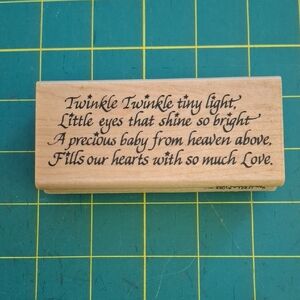 Twinkle Twinkle tiny light,
Little eyes that shine so bright
A precious baby from heaven above,
Fills our hearts with so much Love.